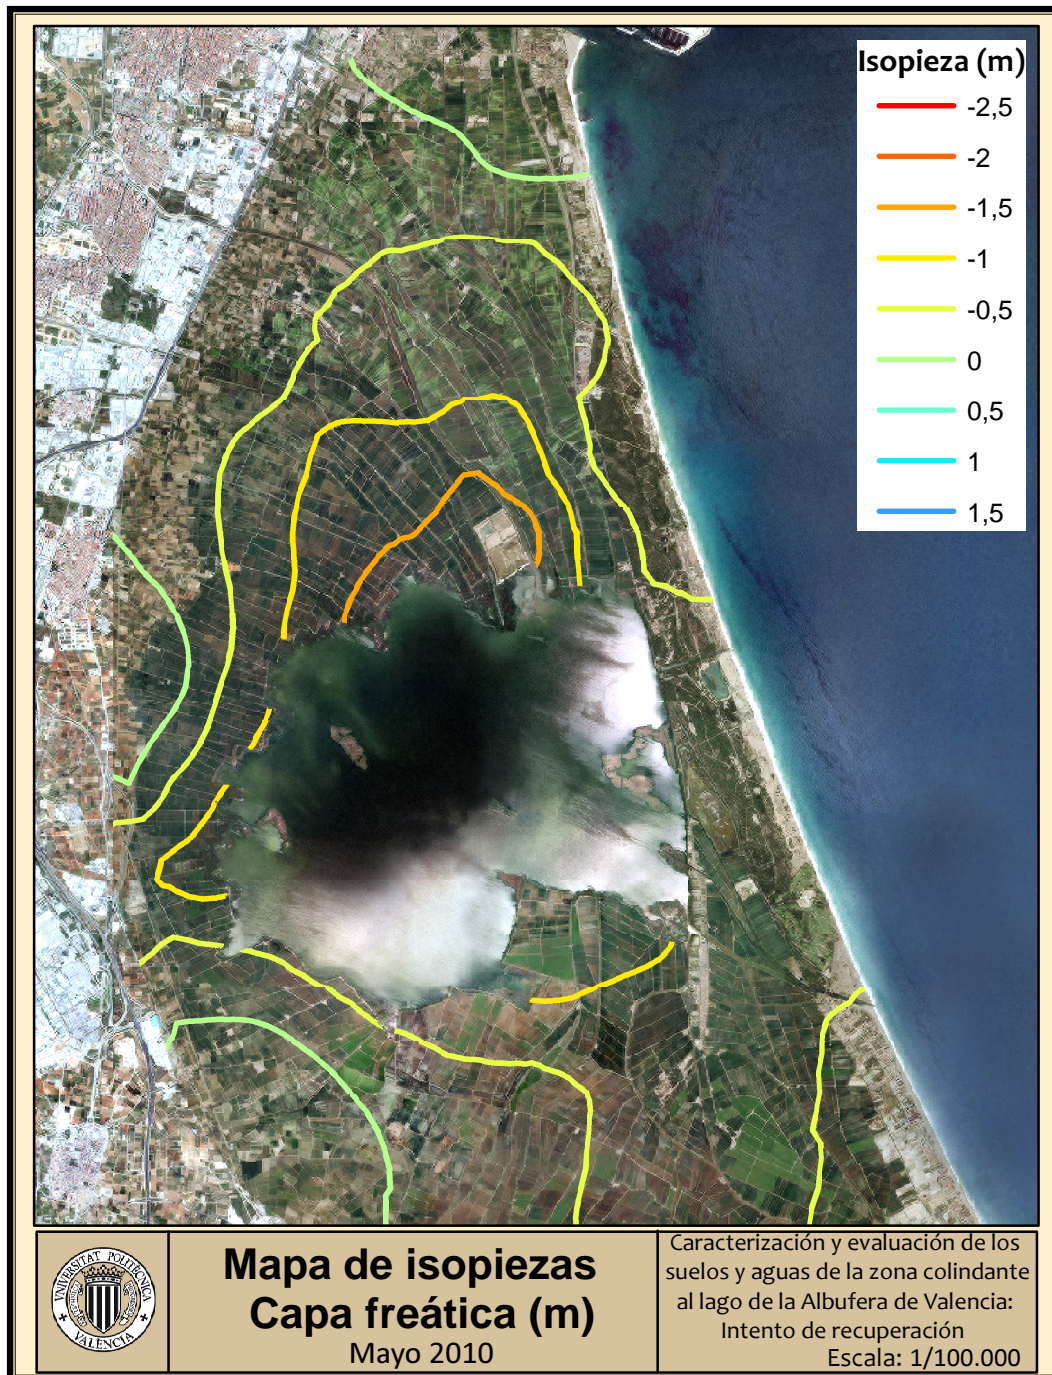 Isopieza (m)
-2,5
-2
-1,5
-1
-0,5
0
0,5
1
1,5
VNIVERSITAT POLITÈCNICA
VALÈNCIA
Mapa de isopiezas
Capa freática (m)
Mayo 2010
Caracterización y evaluación de los
suelos y aguas de la zona colindante
al lago de la Albufera de Valencia:
Intento de recuperación
Escala: 1/100.000